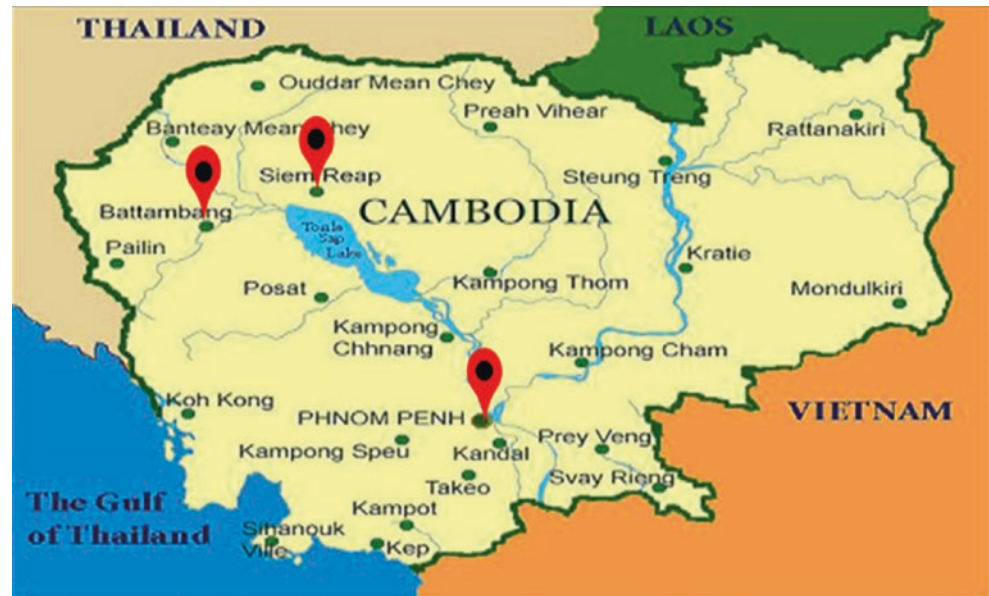 THAILAND
LAOS
Ouddar Mean Chey
Preah Vihear
Banteay Mean Chey
Rattanakiri
Siem Reap
Steung Treng
Battambang
CAMBODIA
Tonle
Sap
Lake
Pailin
Kratie
Posat
Kampong Thom
Mondulkiri
Kampong
Chhnang
Kampong Cham
Koh Kong
PHNOM PENH
VIETNAM
Kampong Speu
Kandal
Prey Veng
Takeo
Svay Rieng
The Gulf
of Thailand
Kampot
Sihanouk
Ville
Kep